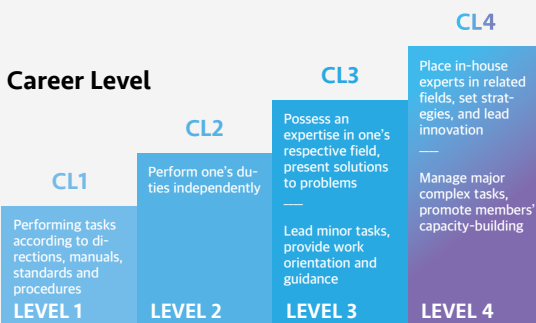 Career Level
CL1
Performing tasks
according to di-
rections, manuals,
standards and
procedures
LEVEL 1
CL2
Perform one's du-
ties independently
LEVEL 2
CL3
Possess an
expertise in one's
respective field,
present solutions
to problems
Lead minor tasks,
provide work
orientation and
guidance
LEVEL 3
CL4
Place in-house
experts in related
fields, set strat-
egies, and lead
innovation
Manage major
complex tasks,
promote members'
capacity-building
LEVEL 4